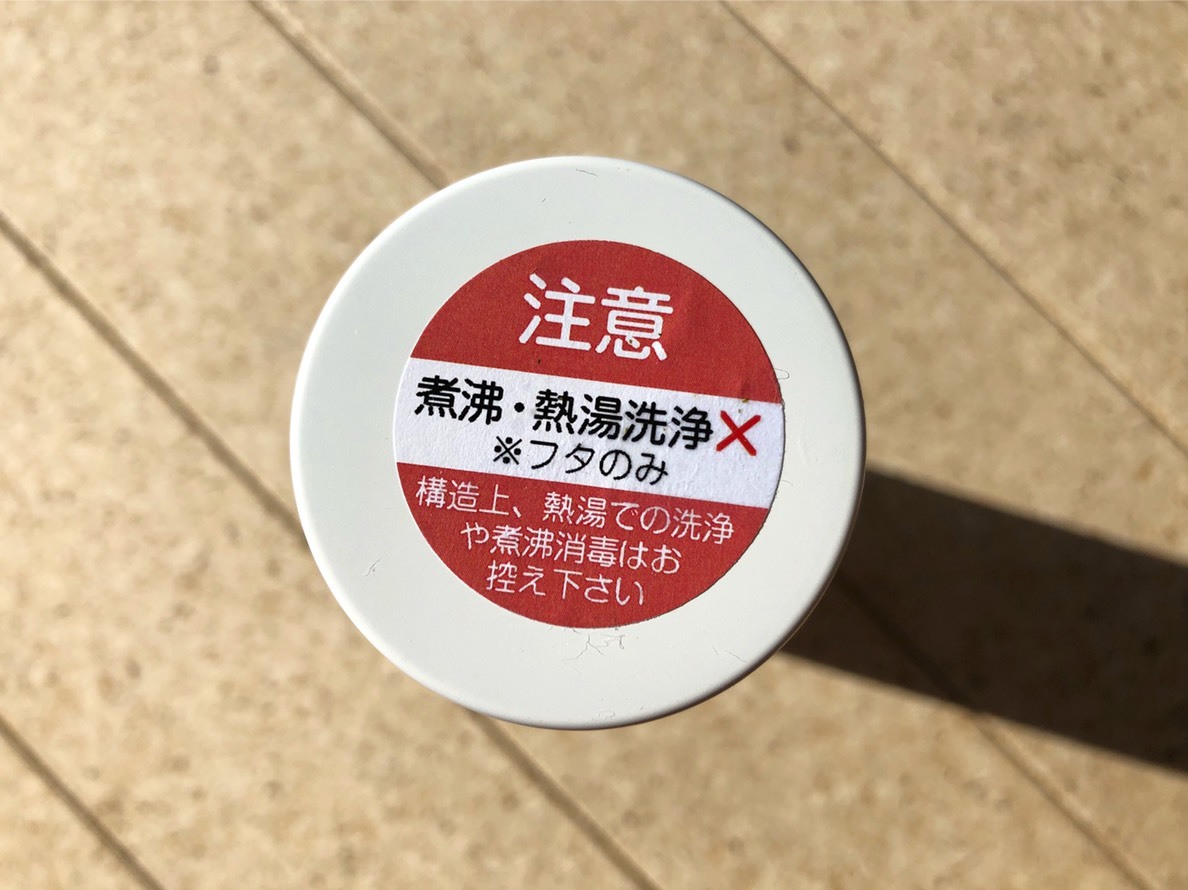 注意
煮沸・熱湯洗浄×
※フタのみ
構造上、熱湯での洗浄
や煮沸消毒はお
控え下さい